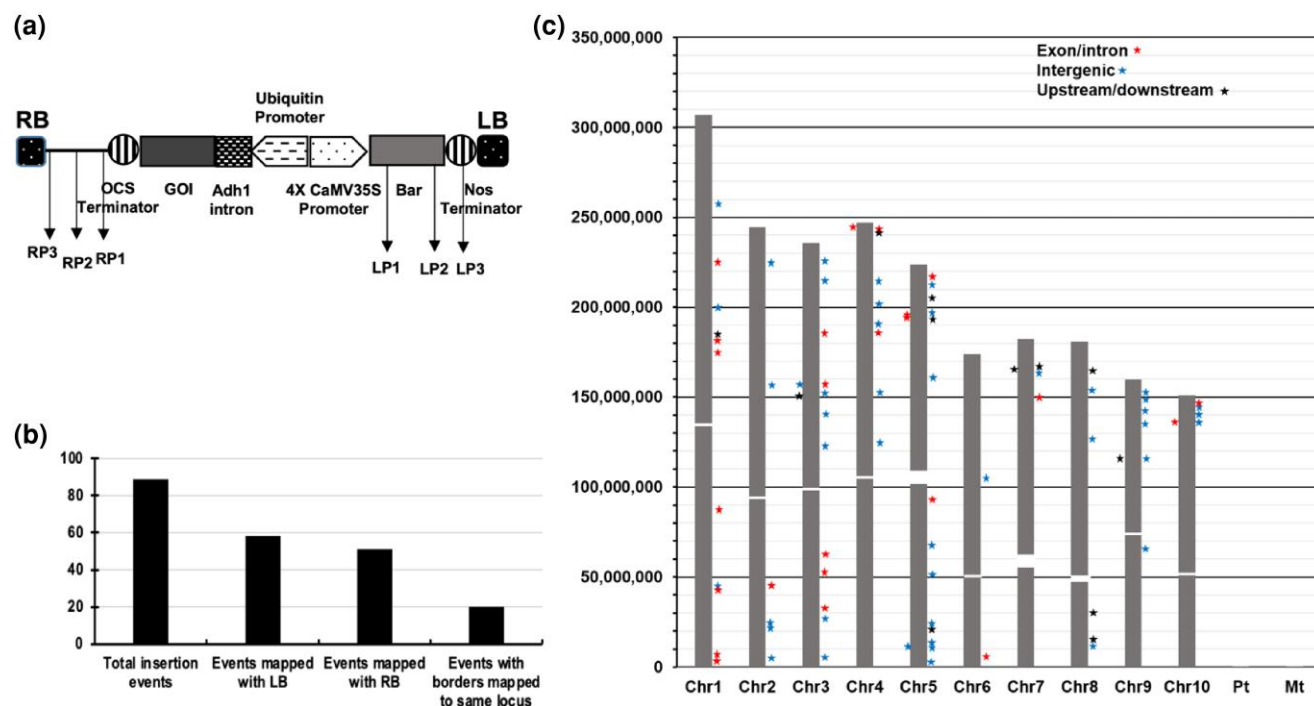 (a)
Ubiquitin
Promoter
RB
LB
OCS
Terminator
GOI
Adh1
intron
4X CaMV35S
Promoter
Bar
Nos
Terminator
RP3
RP2
RP1
LP1
LP2
LP3
(b)
100
80
60
40
20
0
Total insertion
events
Events mapped
with LB
Events mapped
with RB
Events with
borders mapped
to same locus
(c)
350,000,000
300,000,000
250,000,000
200,000,000
150,000,000
100,000,000
50,000,000
0
Exon/intron
Intergenic
Upstream/downstream
Chr1 Chr2 Chr3 Chr4 Chr5 Chr6 Chr7 Chr8 Chr9 Chr10 Pt Mt